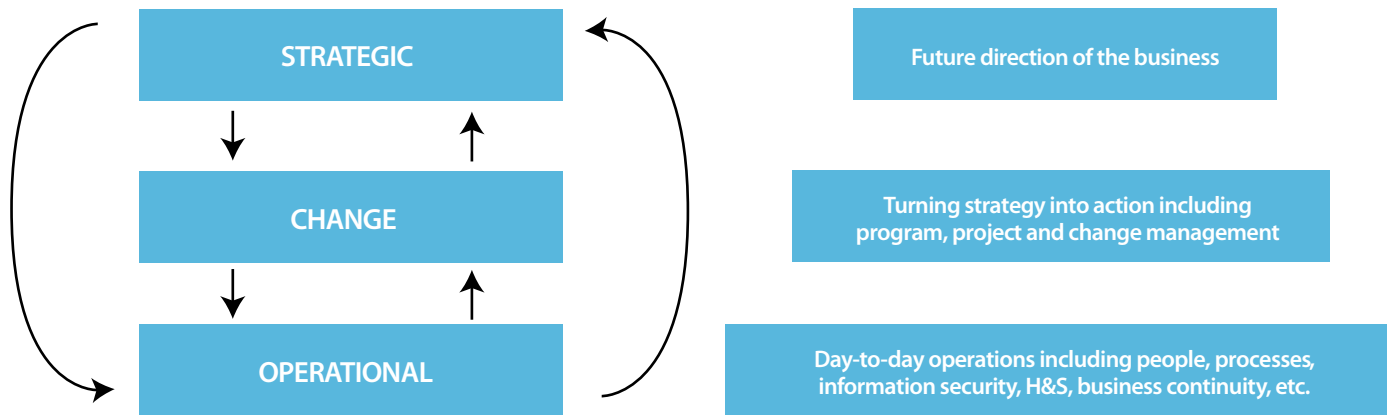 STRATEGIC
Future direction of the business
CHANGE
Turning strategy into action including
program, project and change management
OPERATIONAL
Day-to-day operations including people, processes,
information security, H&S, business continuity, etc.